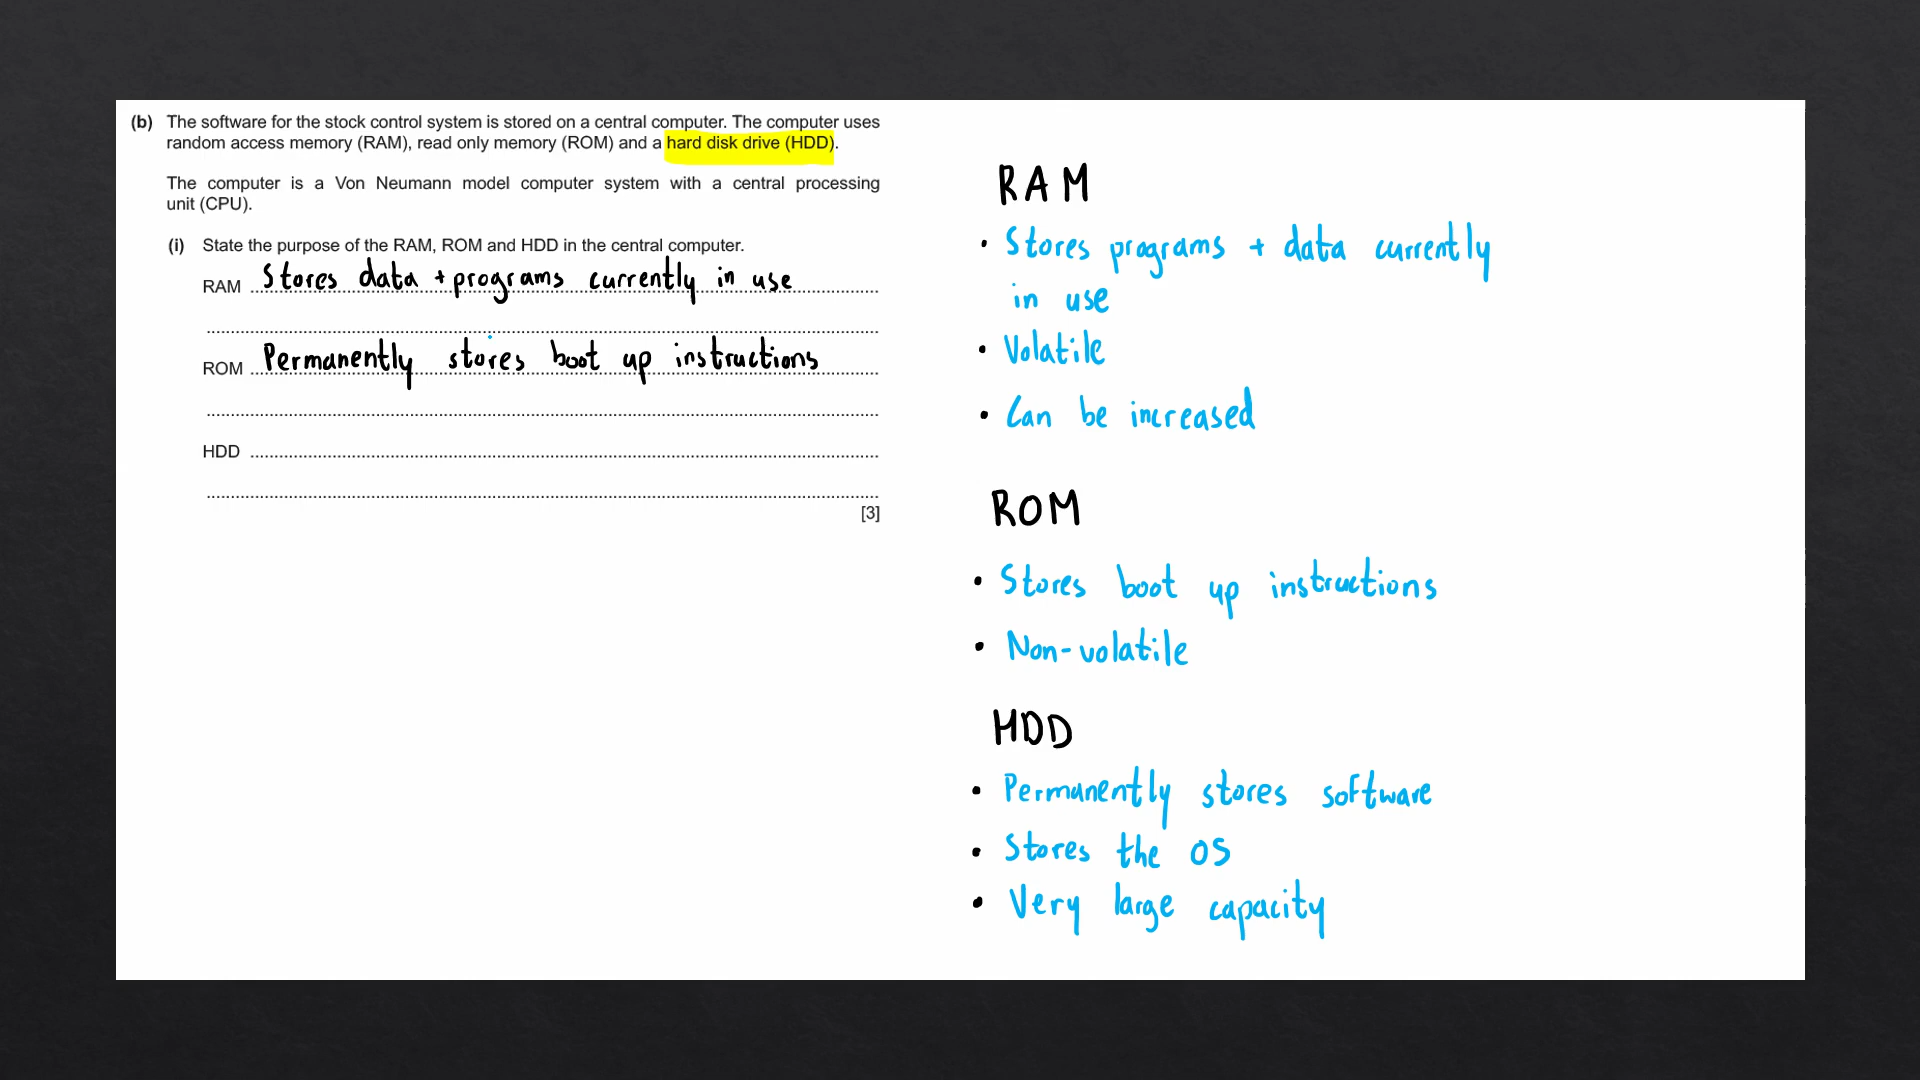 (b) The software for the stock control system is stored on a central computer. The computer uses
random access memory (RAM), read only memory (ROM) and a hard disk drive (HDD).
The computer is a Von Neumann model computer system with a central processing
unit (CPU).
(i) State the purpose of the RAM, ROM and HDD in the central computer.
RAM Stores data + programs currently in use
ROM Permanently stores boot up instructions
HDD
[3]
RAM
• Stores programs + data currently
in use
• Volatile
• Can be increased
ROM
• Stores boot up instructions
• Non-volatile
HDD
• Permanently stores software
• Stores the OS
• Very large capacity